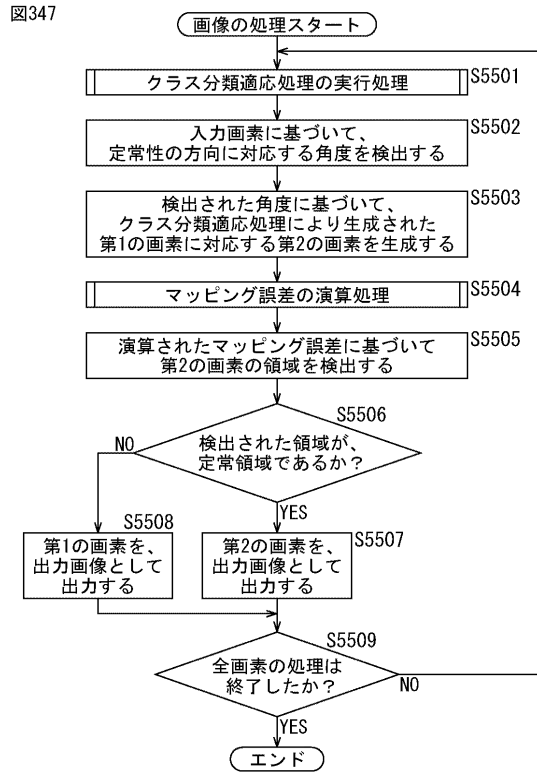 図347
画像の処理スタート
クラス分類適応処理の実行処理
S5501
入力画素に基づいて、
定常性の方向に対応する角度を検出する
S5502
検出された角度に基づいて、
クラス分類適応処理により生成された
第1の画素に対応する第2の画素を生成する
S5503
マッピング誤差の演算処理
S5504
演算されたマッピング誤差に基づいて
第2の画素の領域を検出する
S5505
S5506
検出された領域が、
定常領域であるか?
NO
YES
S5508
第1の画素を、
出力画像として
出力する
S5507
第2の画素を、
出力画像として
出力する
S5509
全画素の処理は
終了したか?
NO
YES
エンド